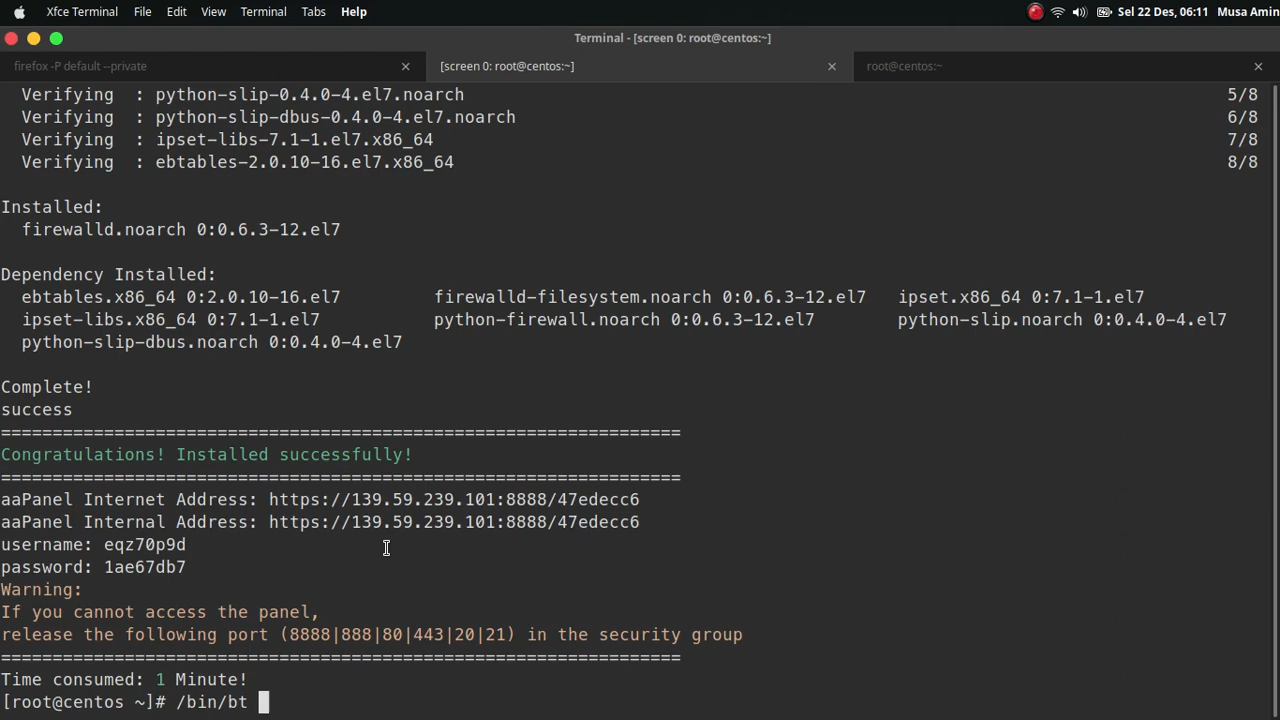 Xfce Terminal File Edit View Terminal Tabs Help Sel 22 Des, 06:11 Musa Amin
Terminal - [screen 0: root@centos:~]
firefox -P default --private [screen 0: root@centos:~] root@centos:~
Verifying : python-slip-0.4.0-4.el7.noarch 5/8
Verifying : python-slip-dbus-0.4.0-4.el7.noarch 6/8
Verifying : ipset-libs-7.1-1.el7.x86_64 7/8
Verifying : ebtables-2.0.10-16.el7.x86_64 8/8
Installed:
firewalld.noarch 0:0.6.3-12.el7
Dependency Installed:
ebtables.x86_64 0:2.0.10-16.el7 firewalld-filesystem.noarch 0:0.6.3-12.el7 ipset.x86_64 0:7.1-1.el7
ipset-libs.x86_64 0:7.1-1.el7 python-firewall.noarch 0:0.6.3-12.el7 python-slip.noarch 0:0.4.0-4.el7
python-slip-dbus.noarch 0:0.4.0-4.el7
Complete!
success
==================================================================
Congratulations! Installed successfully!
==================================================================
aaPanel Internet Address: https://139.59.239.101:8888/47edecc6
aaPanel Internal Address: https://139.59.239.101:8888/47edecc6
username: eqz70p9d
password: 1ae67db7
Warning:
If you cannot access the panel,
release the following port (8888|888|80|443|20|21) in the security group
==================================================================
Time consumed: 1 Minute!
[root@centos ~]# /bin/bt